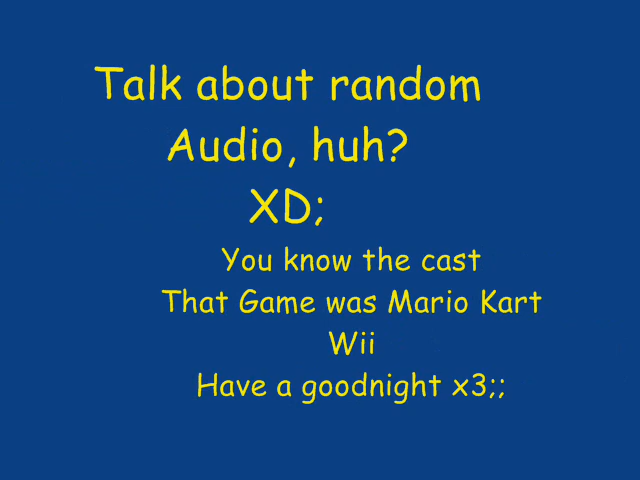 Talk about random
Audio, huh?
XD;
You know the cast
That Game was Mario Kart
Wii
Have a goodnight x3;;